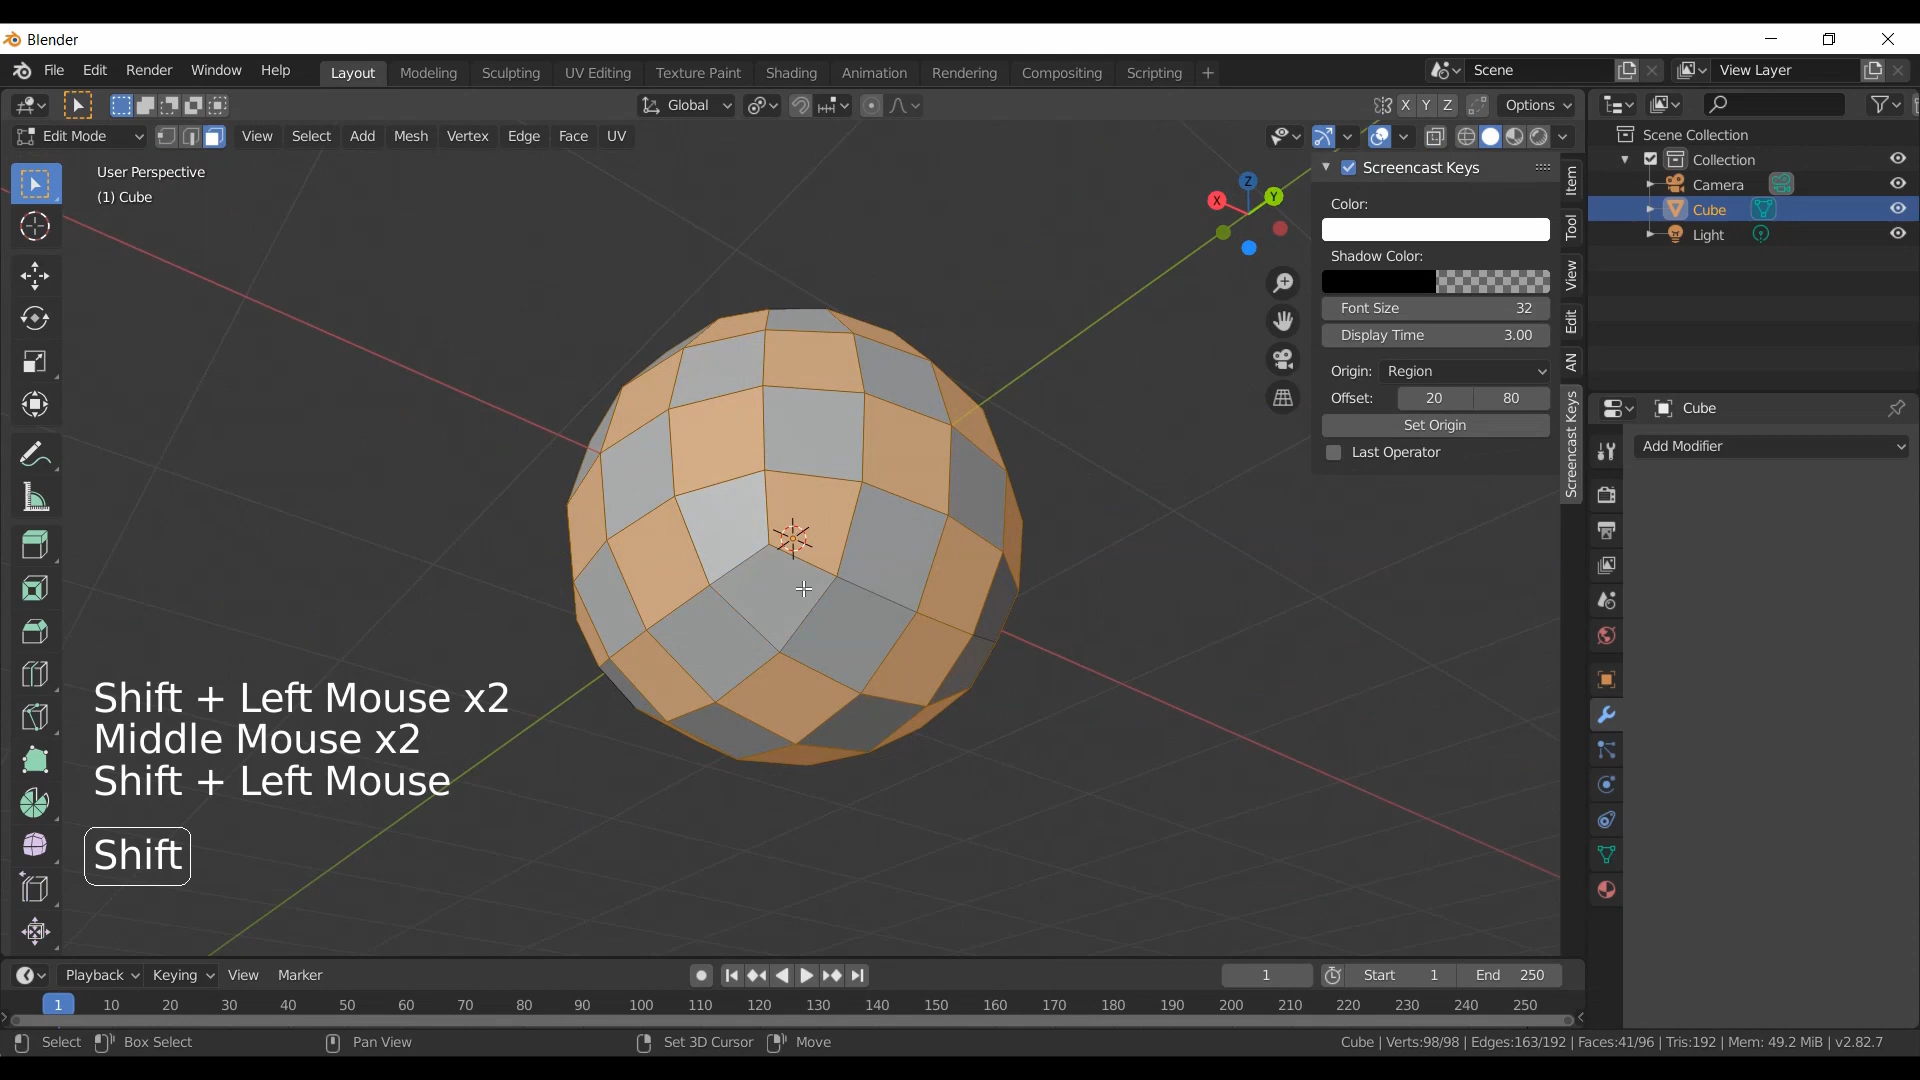 Blender
File Edit Render Window Help Layout Modeling Sculpting UV Editing Texture Paint Shading Animation Rendering Compositing Scripting + Scene View Layer
Global X Y Z Options
Edit Mode View Select Add Mesh Vertex Edge Face UV
User Perspective
(1) Cube
X Y Z
Screencast Keys
Color:
Shadow Color:
Font Size 32
Display Time 3.00
Origin: Region
Offset: 20 80
Set Origin
Last Operator
Item
Tool
View
Edit
AN
Screencast Keys
Scene Collection
Collection
Camera
Cube
Light
Cube
Add Modifier
Shift + Left Mouse x2
Middle Mouse x2
Shift + Left Mouse
Shift
Playback Keying View Marker 1 Start 1 End 250
1 10 20 30 40 50 60 70 80 90 100 110 120 130 140 150 160 170 180 190 200 210 220 230 240 250
Select Box Select Pan View Set 3D Cursor Move Cube | Verts:98/98 | Edges:163/192 | Faces:41/96 | Tris:192 | Mem: 49.2 MiB | v2.82.7